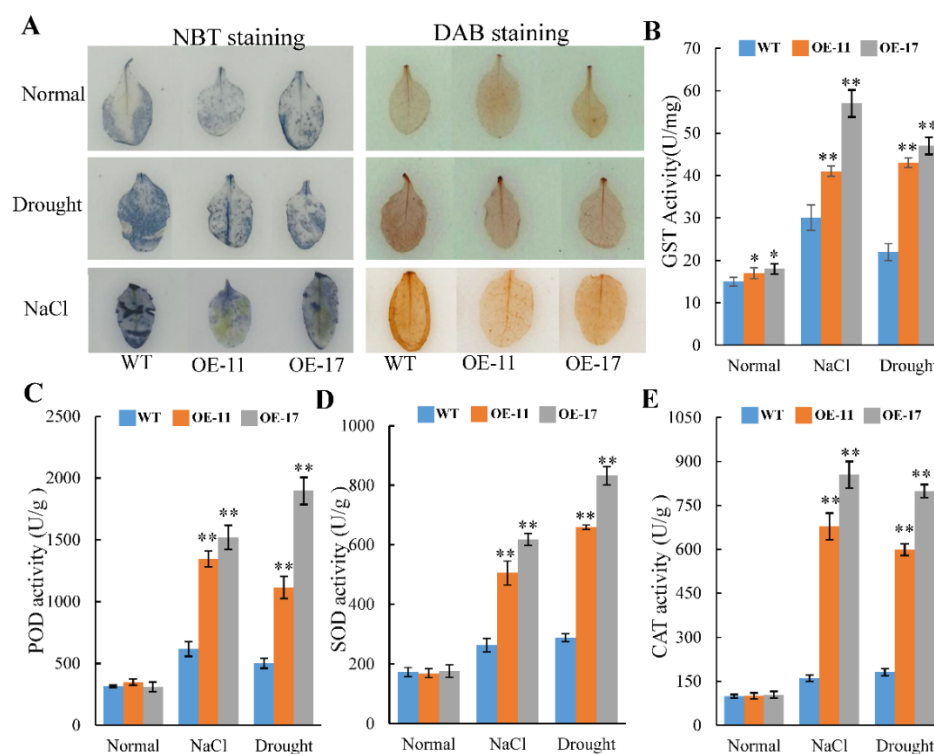 A
NBT staining
DAB staining
Normal
Drought
NaCl
WT
OE-11
OE-17
WT
OE-11
OE-17
B
WT
OE-11
OE-17
GST Activity(U/mg)
70
60
50
40
30
20
10
0
*
*
**
**
**
**
Normal
NaCl
Drought
C
WT
OE-11
OE-17
POD activity (U/g )
2500
2000
1500
1000
500
0
**
**
**
**
Normal
NaCl
Drought
D
WT
OE-11
OE-17
SOD activity (U/g )
1000
800
600
400
200
0
**
**
**
**
Normal
NaCl
Drought
E
WT
OE-11
OE-17
CAT activity (U/g )
1050
900
750
600
450
300
150
0
**
**
**
**
Normal
NaCl
Drought